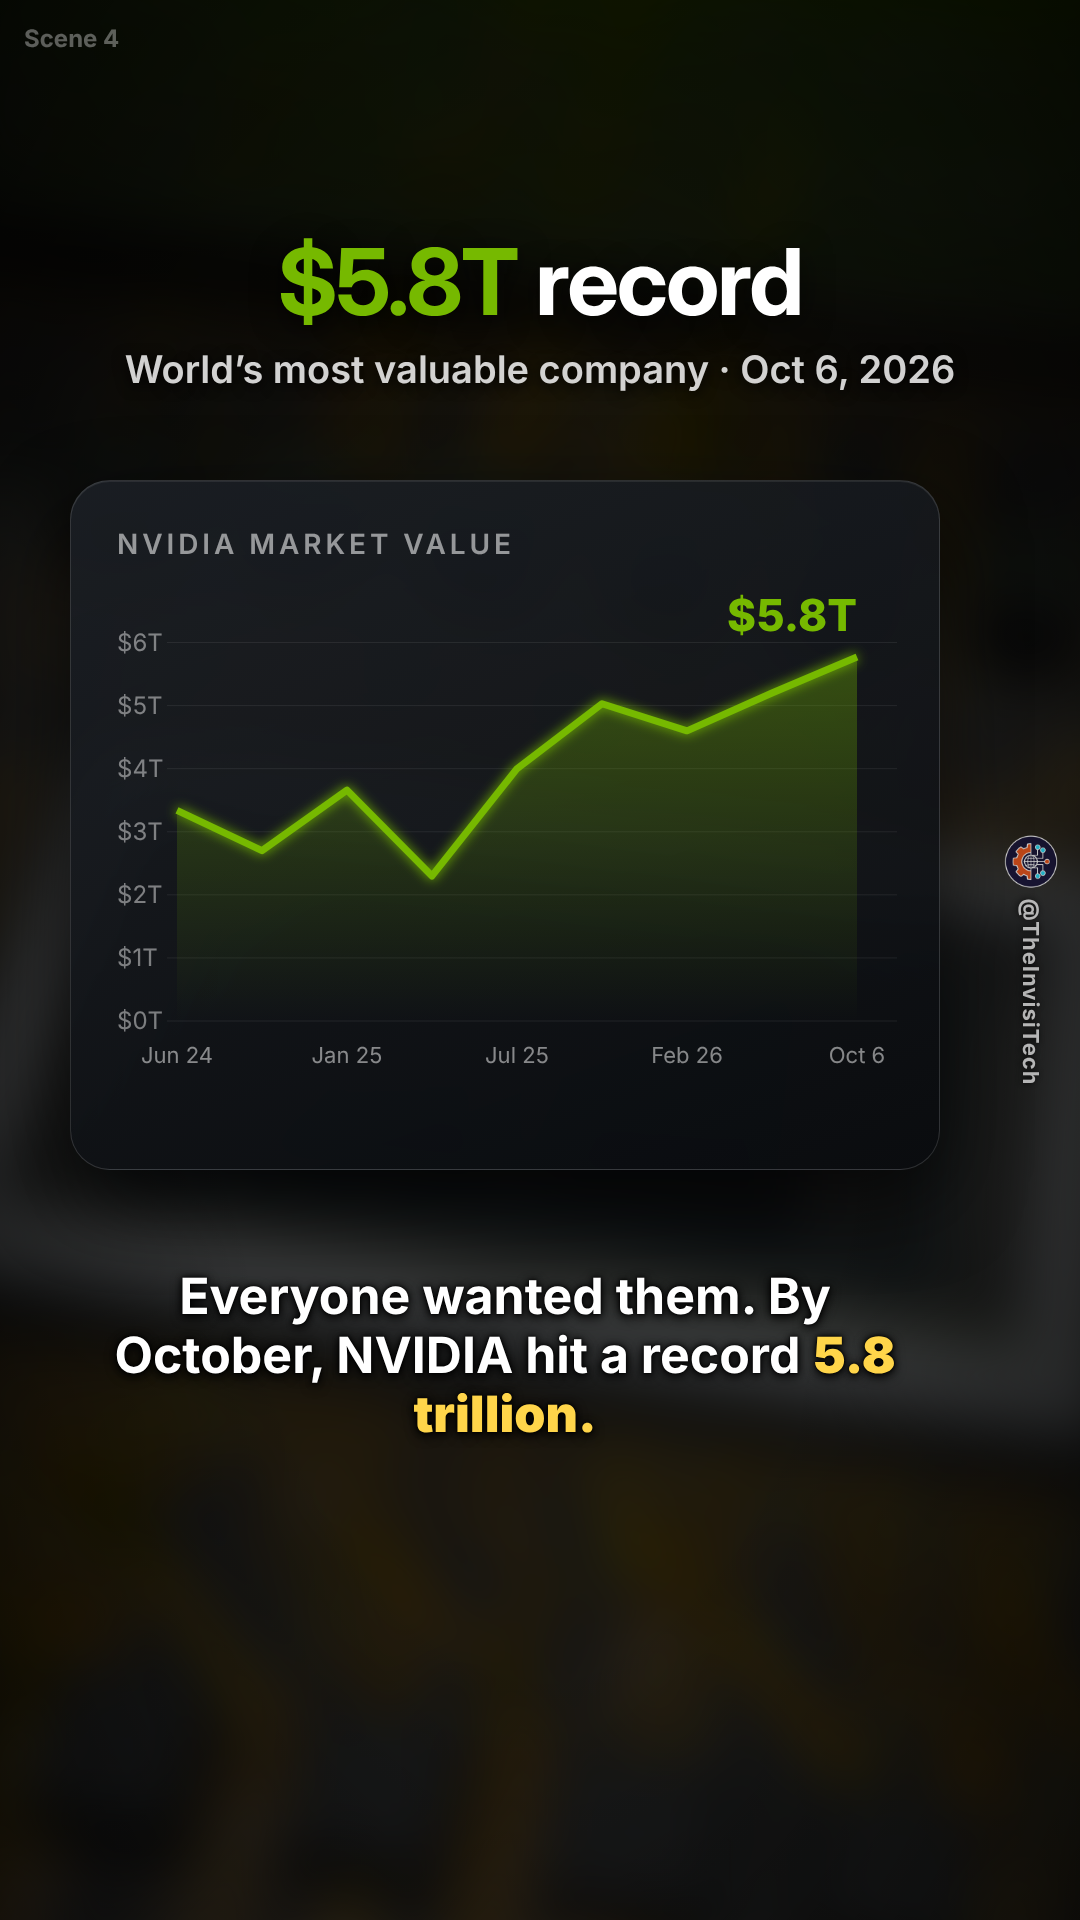 Scene 4
$5.8T record
World’s most valuable company · Oct 6, 2026
NVIDIA MARKET VALUE
$5.8T
$6T
$5T
$4T
$3T
$2T
$1T
$0T
Jun 24 Jan 25 Jul 25 Feb 26 Oct 6
@TheInvisiTech
Everyone wanted them. By
October, NVIDIA hit a record 5.8
trillion.